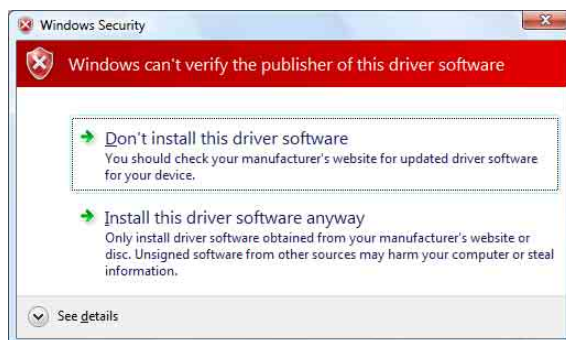 Windows Security
Windows can't verify the publisher of this driver software
Don't install this driver software
You should check your manufacturer's website for updated driver software
for your device.
Install this driver software anyway
Only install driver software obtained from your manufacturer's website or
disc. Unsigned software from other sources may harm your computer or steal
information.
See details